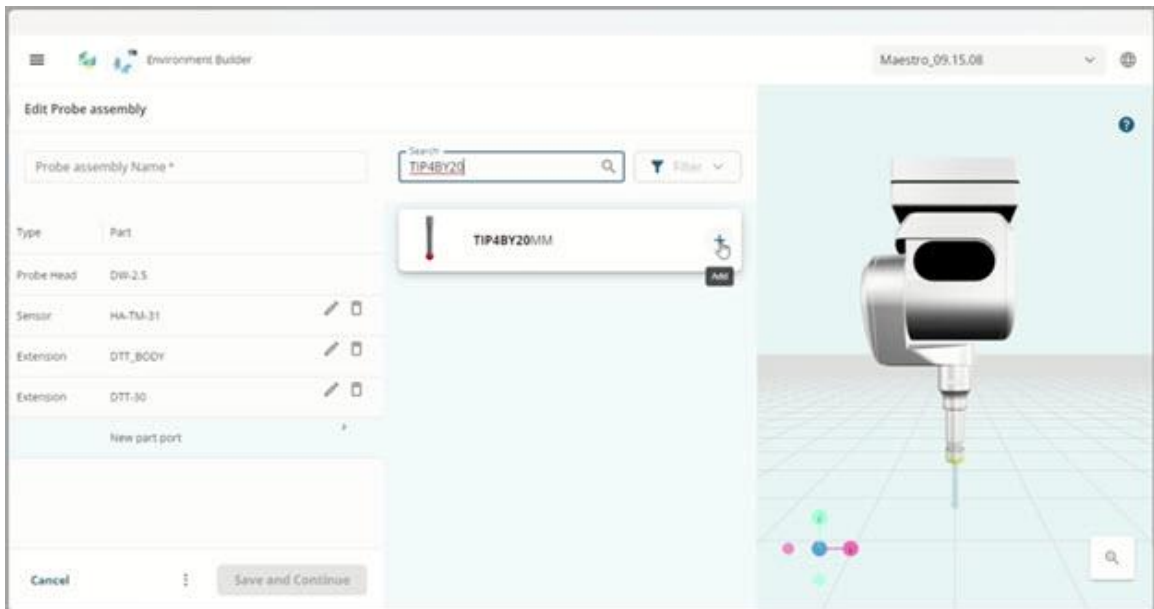 Environment Builder
Maestro_09.15.08
Edit Probe assembly
Probe assembly Name *
Search
TIP4BY20
Filter
Type Part
TIP4BY20MM
Add
Probe Head DW-2.5
Sensor HA-TM-31
Extension DTT_BODY
Extension DTT-30
New part port
Cancel
Save and Continue